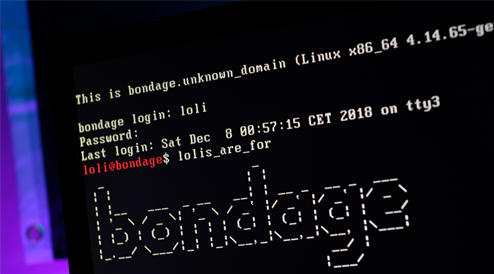 This is bondage.unknown_domain (Linux x86_64 4.14.65-ge
bondage login: loli
Password:
Last login: Sat Dec 8 00:57:15 CET 2018 on tty3
loli@bondage$ lolis_are_for
bondage